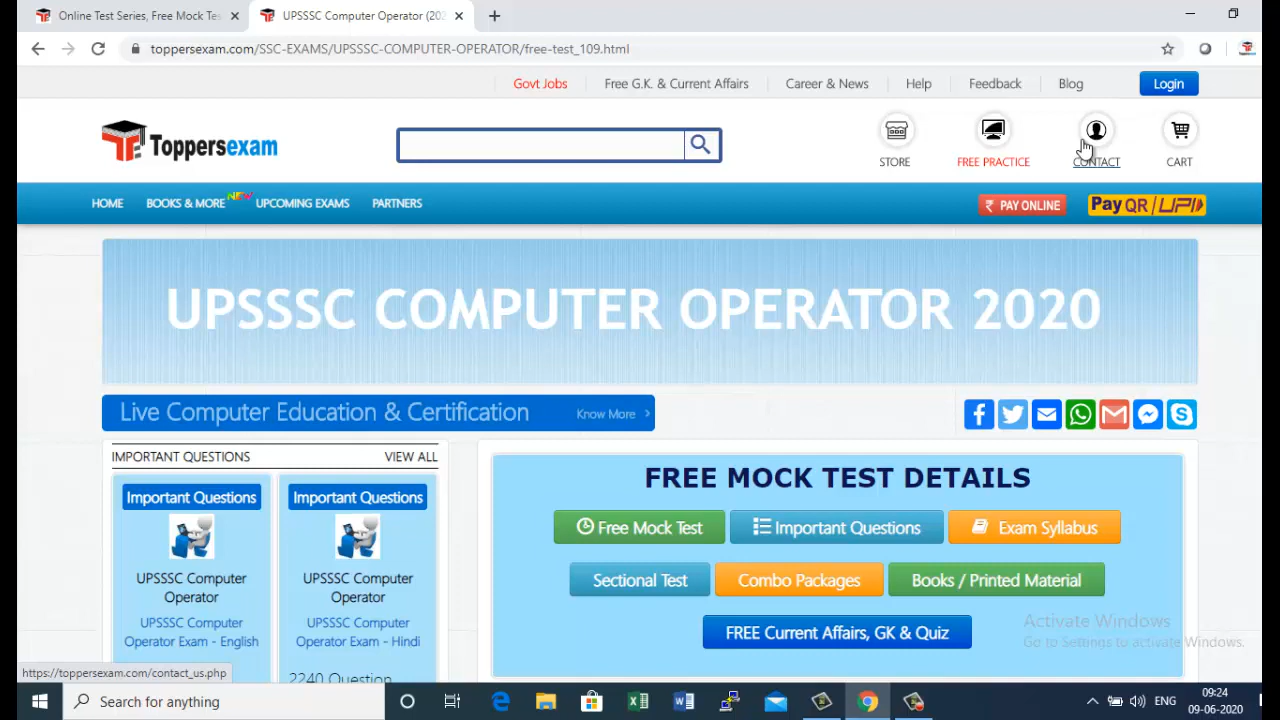 Online Test Series, Free Mock Tes
UPSSSC Computer Operator (202
toppersexam.com/SSC-EXAMS/UPSSSC-COMPUTER-OPERATOR/free-test_109.html
Govt Jobs
Free G.K. & Current Affairs
Career & News
Help
Feedback
Blog
Login
Toppersexam
STORE
FREE PRACTICE
CONTACT
CART
HOME
BOOKS & MORE
NEW
UPCOMING EXAMS
PARTNERS
₹ PAY ONLINE
Pay QR / UPI
UPSSSC COMPUTER OPERATOR 2020
Live Computer Education & Certification
Know More
IMPORTANT QUESTIONS
VIEW ALL
Important Questions
UPSSSC Computer
Operator
UPSSSC Computer
Operator Exam - English
Important Questions
UPSSSC Computer
Operator
UPSSSC Computer
Operator Exam - Hindi
2240 Question
FREE MOCK TEST DETAILS
Free Mock Test
Important Questions
Exam Syllabus
Sectional Test
Combo Packages
Books / Printed Material
FREE Current Affairs, GK & Quiz
Activate Windows
Go to Settings to activate Windows.
https://toppersexam.com/contact_us.php
Search for anything
ENG
09:24
09-06-2020